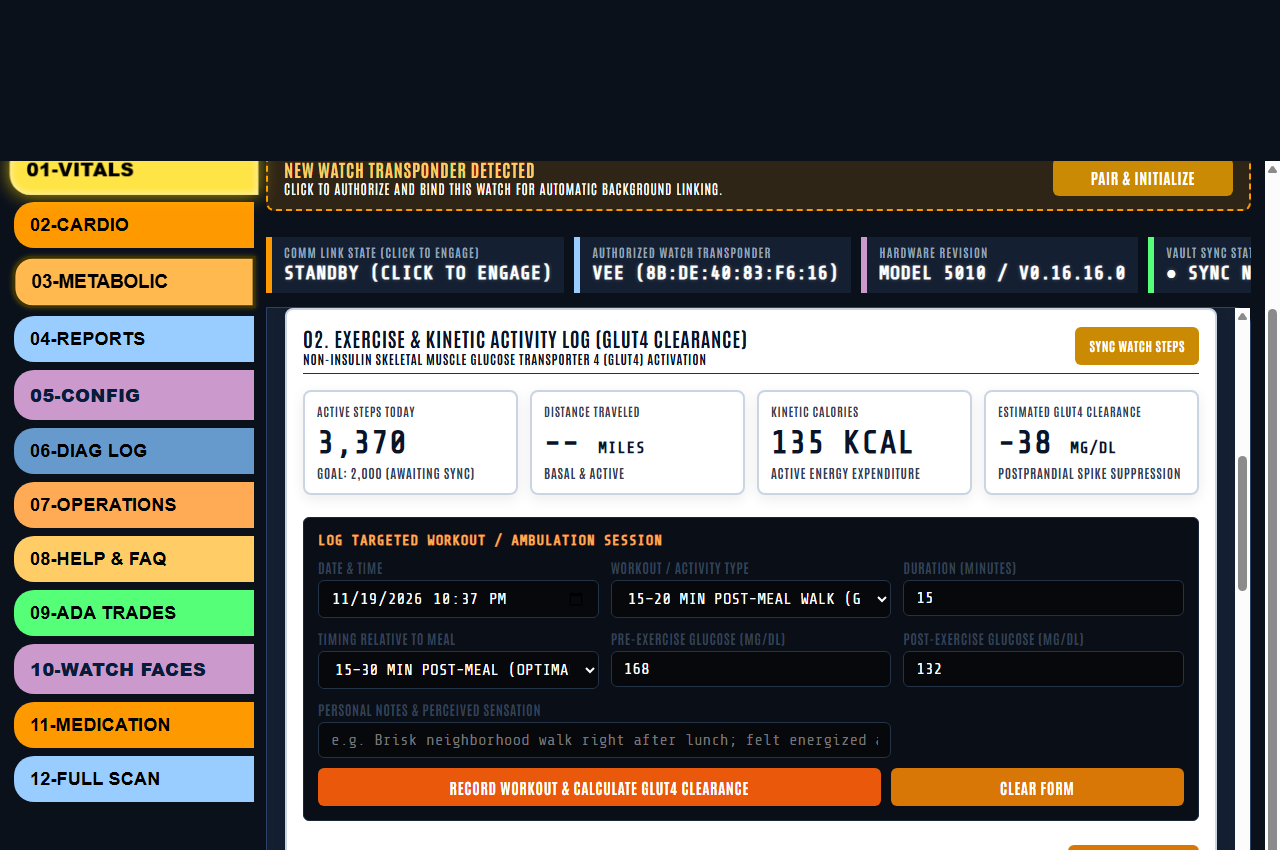 01-VITALS
02-CARDIO
03-METABOLIC
04-REPORTS
05-CONFIG
06-DIAG LOG
07-OPERATIONS
08-HELP & FAQ
09-ADA TRADES
10-WATCH FACES
11-MEDICATION
12-FULL SCAN
NEW WATCH TRANSPONDER DETECTED
CLICK TO AUTHORIZE AND BIND THIS WATCH FOR AUTOMATIC BACKGROUND LINKING.
PAIR & INITIALIZE
COMM LINK STATE (CLICK TO ENGAGE)
STANDBY (CLICK TO ENGAGE)
AUTHORIZED WATCH TRANSPONDER
VEE (8B:DE:40:83:F6:16)
HARDWARE REVISION
MODEL 5010 / V0.16.16.0
VAULT SYNC STAT
● SYNC N
02. EXERCISE & KINETIC ACTIVITY LOG (GLUT4 CLEARANCE)
NON-INSULIN SKELETAL MUSCLE GLUCOSE TRANSPORTER 4 (GLUT4) ACTIVATION
SYNC WATCH STEPS
ACTIVE STEPS TODAY
3,370
GOAL: 2,000 (AWAITING SYNC)
DISTANCE TRAVELED
-- MILES
BASAL & ACTIVE
KINETIC CALORIES
135 KCAL
ACTIVE ENERGY EXPENDITURE
ESTIMATED GLUT4 CLEARANCE
-38 MG/DL
POSTPRANDIAL SPIKE SUPPRESSION
LOG TARGETED WORKOUT / AMBULATION SESSION
DATE & TIME
11/19/2026 10:37 PM
WORKOUT / ACTIVITY TYPE
15-20 MIN POST-MEAL WALK (G
DURATION (MINUTES)
15
TIMING RELATIVE TO MEAL
15-30 MIN POST-MEAL (OPTIMA
PRE-EXERCISE GLUCOSE (MG/DL)
168
POST-EXERCISE GLUCOSE (MG/DL)
132
PERSONAL NOTES & PERCEIVED SENSATION
e.g. Brisk neighborhood walk right after lunch; felt energized
RECORD WORKOUT & CALCULATE GLUT4 CLEARANCE
CLEAR FORM